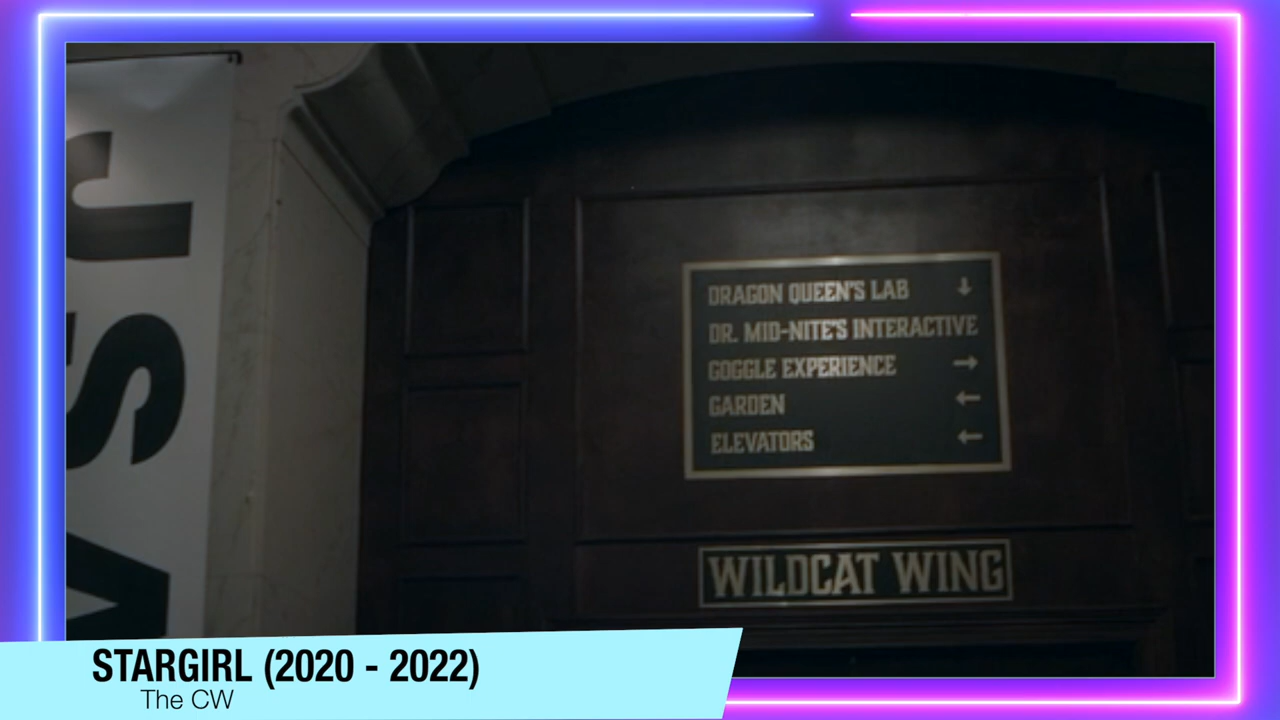 DRAGON QUEEN'S LAB ↓
DR. MID-NITE'S INTERACTIVE
GOGGLE EXPERIENCE →
GARDEN ←
ELEVATORS ←
WILDCAT WING
STARGIRL (2020 - 2022)
The CW